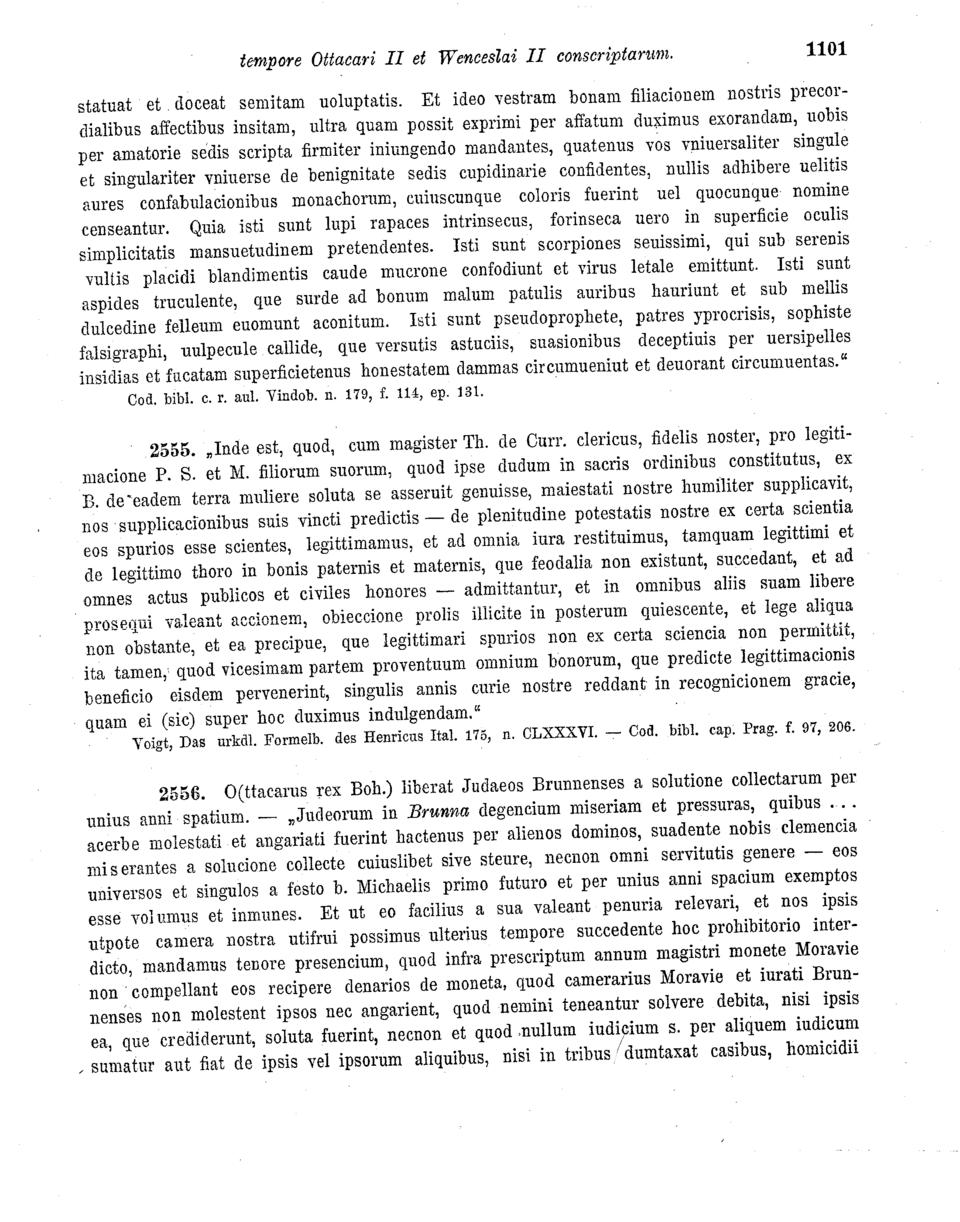 tempore Ottacari II et Wenceslai II conscriptarum. 1101
statuat et doceat semitam uoluptatis. Et ideo vestram bonam filiacionem nostris precor-
dialibus affectibus insitam, ultra quam possit exprimi per affatum duximus exorandam, uobis
per amatorie sedis scripta firmiter iniungendo mandantes, quatenus vos vniuersaliter singule
et singulariter vniuerse de benignitate sedis cupidinarie confidentes, nullis adhibere uelitis
aures confabulacionibus monachorum, cuiuscunque coloris fuerint uel quocunque nomine
censeantur. Quia isti sunt lupi rapaces intrinsecus, forinseca uero in superficie oculis
simplicitatis mansuetudinem pretendentes. Isti sunt scorpiones seuissimi, qui sub serenis
vultis placidi blandimentis caude mucrone confodiunt et virus letale emittunt. Isti sunt
aspides truculente, que surde ad bonum malum patulis auribus hauriunt et sub mellis
dulcedine felleum euomunt aconitum. Isti sunt pseudoprophete, patres yprocrisis, sophiste
falsigraphi, uulpecule callide, que versutis astuciis, suasionibus deceptiuis per uersipelles
insidias et fucatam superficietenus honestatem dammas circumueniut et deuorant circumuentas.“
Cod. bibl. c. r. aul. Vindob. n. 179, f. 114, ep. 131.
2555. „Inde est, quod, cum magister Th. de Curr. clericus, fidelis noster, pro legiti-
macione P. S. et M. filiorum suorum, quod ipse dudum in sacris ordinibus constitutus, ex
B. de eadem terra muliere soluta se asseruit genuisse, maiestati nostre humiliter supplicavit,
nos supplicacionibus suis vincti predictis — de plenitudine potestatis nostre ex certa scientia
eos spurios esse scientes, legittimamus, et ad omnia iura restituimus, tamquam legittimi et
de legittimo thoro in bonis paternis et maternis, que feodalia non existunt, succedant, et ad
omnes actus publicos et civiles honores — admittantur, et in omnibus aliis suam libere
prosequi valeant accionem, obieccione prolis illicite in posterum quiescente, et lege aliqua
non obstante, et ea precipue, que legittimari spurios non ex certa sciencia non permittit,
ita tamen, quod vicesimam partem proventuum omnium bonorum, que predicte legittimacionis
beneficio eisdem pervenerint, singulis annis curie nostre reddant in recognicionem gracie,
quam ei (sic) super hoc duximus indulgendam.“
Voigt, Das urkdl. Formelb. des Henricus Ital. 175, n. CLXXXVI. — Cod. bibl. cap. Prag. f. 97, 206.
2556. O(ttacarus rex Boh.) liberat Judaeos Brunnenses a solutione collectarum per
unius anni spatium. — „Judeorum in Brunna degencium miseriam et pressuras, quibus ...
acerbe molestati et angariati fuerint hactenus per alienos dominos, suadente nobis clemencia
miserantes a solucione collecte cuiuslibet sive steure, necnon omni servitutis genere — eos
universos et singulos a festo b. Michaelis primo futuro et per unius anni spacium exemptos
esse volumus et inmunes. Et ut eo facilius a sua valeant penuria relevari, et nos ipsis
utpote camera nostra utifrui possimus ulterius tempore succedente hoc prohibitorio inter-
dicto, mandamus tenore presencium, quod infra prescriptum annum magistri monete Moravie
non compellant eos recipere denarios de moneta, quod camerarius Moravie et iurati Brun-
nenses non molestent ipsos nec angarient, quod nemini teneantur solvere debita, nisi ipsis
ea, que crediderunt, soluta fuerint, necnon et quod nullum iudicium s. per aliquem iudicum
sumatur aut fiat de ipsis vel ipsorum aliquibus, nisi in tribus dumtaxat casibus, homicidii